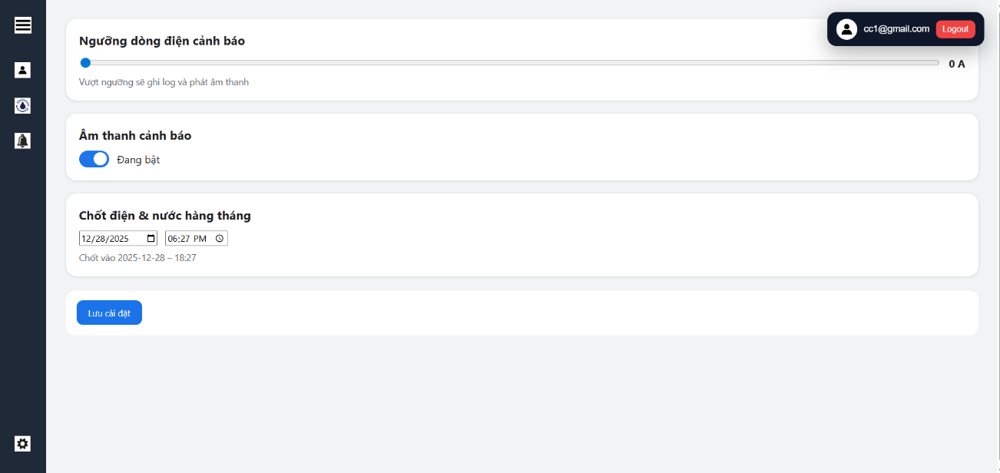 cc1@gmail.com Logout
Ngưỡng dòng điện cảnh báo
0 A
Vượt ngưỡng sẽ ghi log và phát âm thanh
Âm thanh cảnh báo
Đang bật
Chốt điện & nước hàng tháng
12/28/2025 06:27 PM
Chốt vào 2025-12-28 – 18:27
Lưu cài đặt